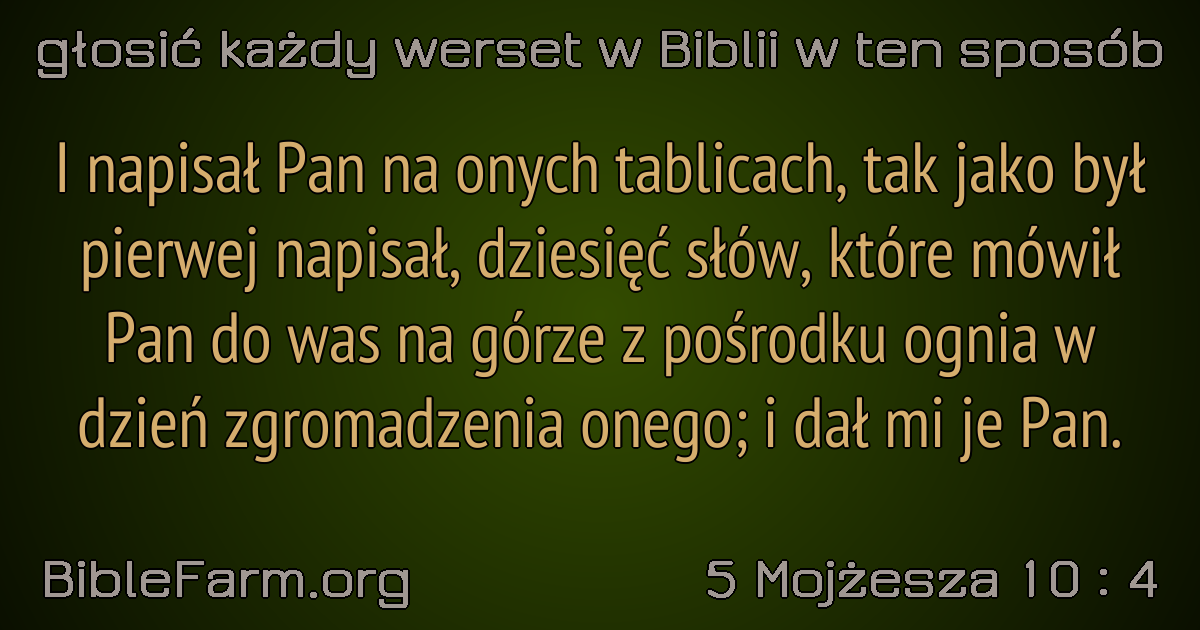 głosić każdy werset w Biblii w ten sposób
I napisał Pan na onych tablicach, tak jako był
pierwej napisał, dziesięć słów, które mówił
Pan do was na górze z pośrodku ognia w
dzień zgromadzenia onego; i dał mi je Pan.
BibleFarm.org
5 Mojżesza 10 : 4